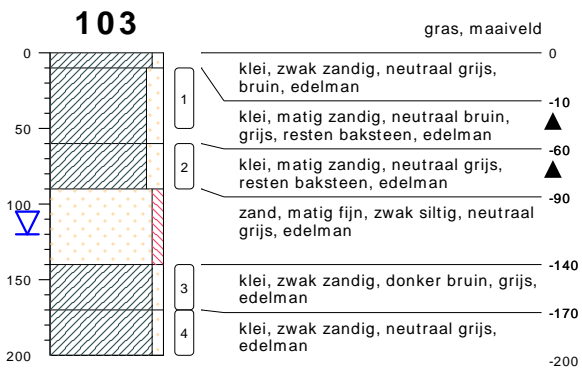 103
gras, maaiveld
0
0
klei, zwak zandig, neutraal grijs,
bruin, edelman
-10
1
klei, matig zandig, neutraal bruin,
grijs, resten baksteen, edelman
50
-60
2
klei, matig zandig, neutraal grijs,
resten baksteen, edelman
-90
100
zand, matig fijn, zwak siltig, neutraal
grijs, edelman
-140
150
3
klei, zwak zandig, donker bruin, grijs,
edelman
-170
4
klei, zwak zandig, neutraal grijs,
edelman
200
-200